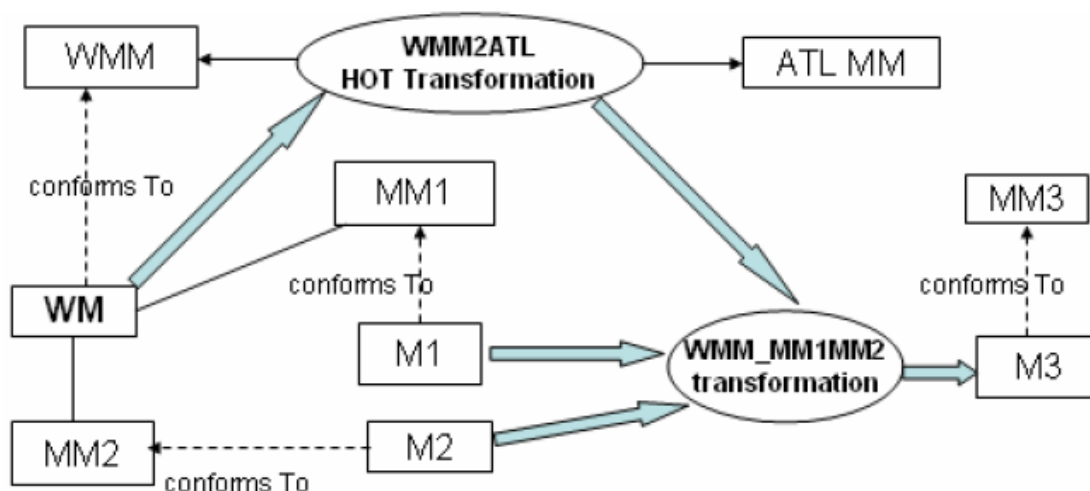 WMM
WMM2ATL
HOT Transformation
ATL MM
conforms To
MM1
MM3
conforms To
conforms To
WM
M1
WMM_MM1MM2
transformation
M3
MM2
M2
conforms To